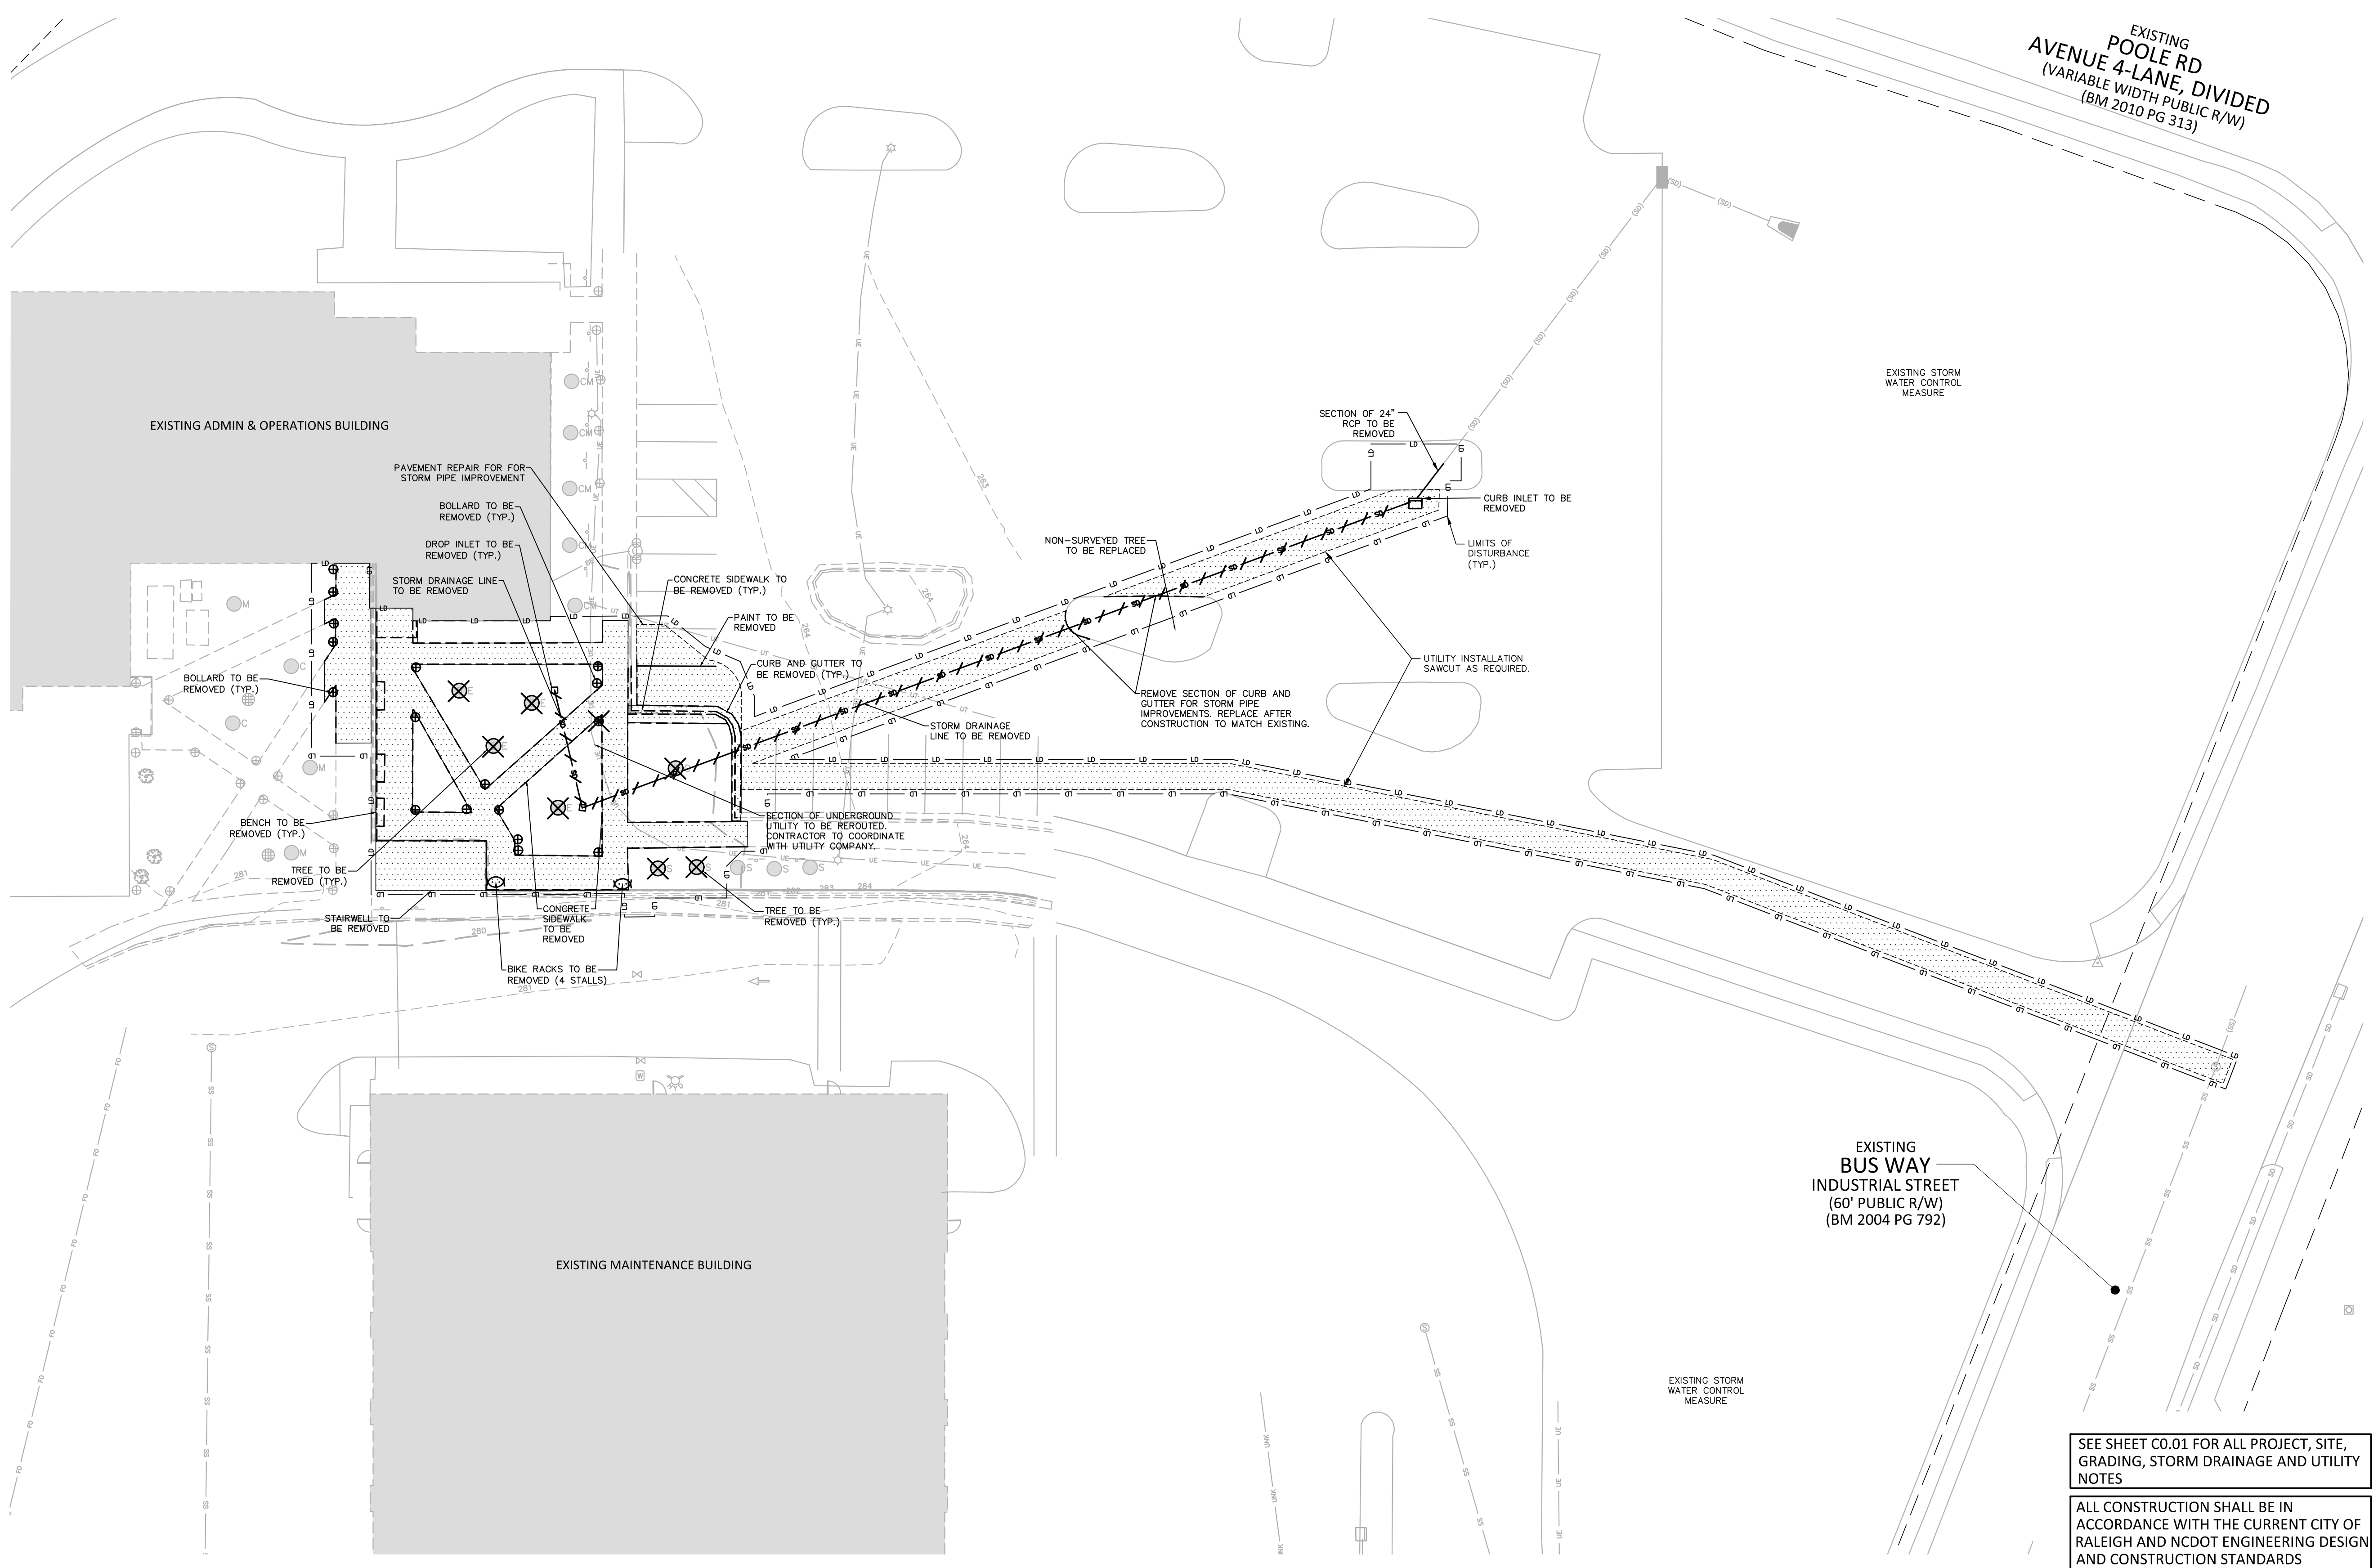 EXISTING
POOLE RD
AVENUE 4-LANE, DIVIDED
(VARIABLE WIDTH PUBLIC R/W)
(BM 2010 PG 313)
EXISTING STORM
WATER CONTROL
MEASURE
EXISTING ADMIN & OPERATIONS BUILDING
SECTION OF 24"
RCP TO BE
REMOVED
CURB INLET TO BE
REMOVED
LIMITS OF
DISTURBANCE
(TYP.)
NON-SURVEYED TREE
TO BE REPLACED
PAVEMENT REPAIR FOR FOR
STORM PIPE IMPROVEMENT
BOLLARD TO BE
REMOVED (TYP.)
DROP INLET TO BE
REMOVED (TYP.)
STORM DRAINAGE LINE
TO BE REMOVED
CONCRETE SIDEWALK TO
BE REMOVED (TYP.)
PAINT TO BE
REMOVED
CURB AND GUTTER TO
BE REMOVED (TYP.)
UTILITY INSTALLATION
SAWCUT AS REQUIRED.
REMOVE SECTION OF CURB AND
GUTTER FOR STORM PIPE
IMPROVEMENTS. REPLACE AFTER
CONSTRUCTION TO MATCH EXISTING.
STORM DRAINAGE
LINE TO BE REMOVED
BOLLARD TO BE
REMOVED (TYP.)
BENCH TO BE
REMOVED (TYP.)
TREE TO BE
REMOVED (TYP.)
STAIRWELL TO
BE REMOVED
SECTION OF UNDERGROUND
UTILITY TO BE REROUTED.
CONTRACTOR TO COORDINATE
WITH UTILITY COMPANY.
CONCRETE
SIDEWALK
TO BE
REMOVED
TREE TO BE
REMOVED (TYP.)
BIKE RACKS TO BE
REMOVED (4 STALLS)
263
264
264
264
281
280
281
281
282
283
284
EXISTING MAINTENANCE BUILDING
EXISTING
BUS WAY
INDUSTRIAL STREET
(60' PUBLIC R/W)
(BM 2004 PG 792)
EXISTING STORM
WATER CONTROL
MEASURE
SEE SHEET C0.01 FOR ALL PROJECT, SITE,
GRADING, STORM DRAINAGE AND UTILITY
NOTES
ALL CONSTRUCTION SHALL BE IN
ACCORDANCE WITH THE CURRENT CITY OF
RALEIGH AND NCDOT ENGINEERING DESIGN
AND CONSTRUCTION STANDARDS